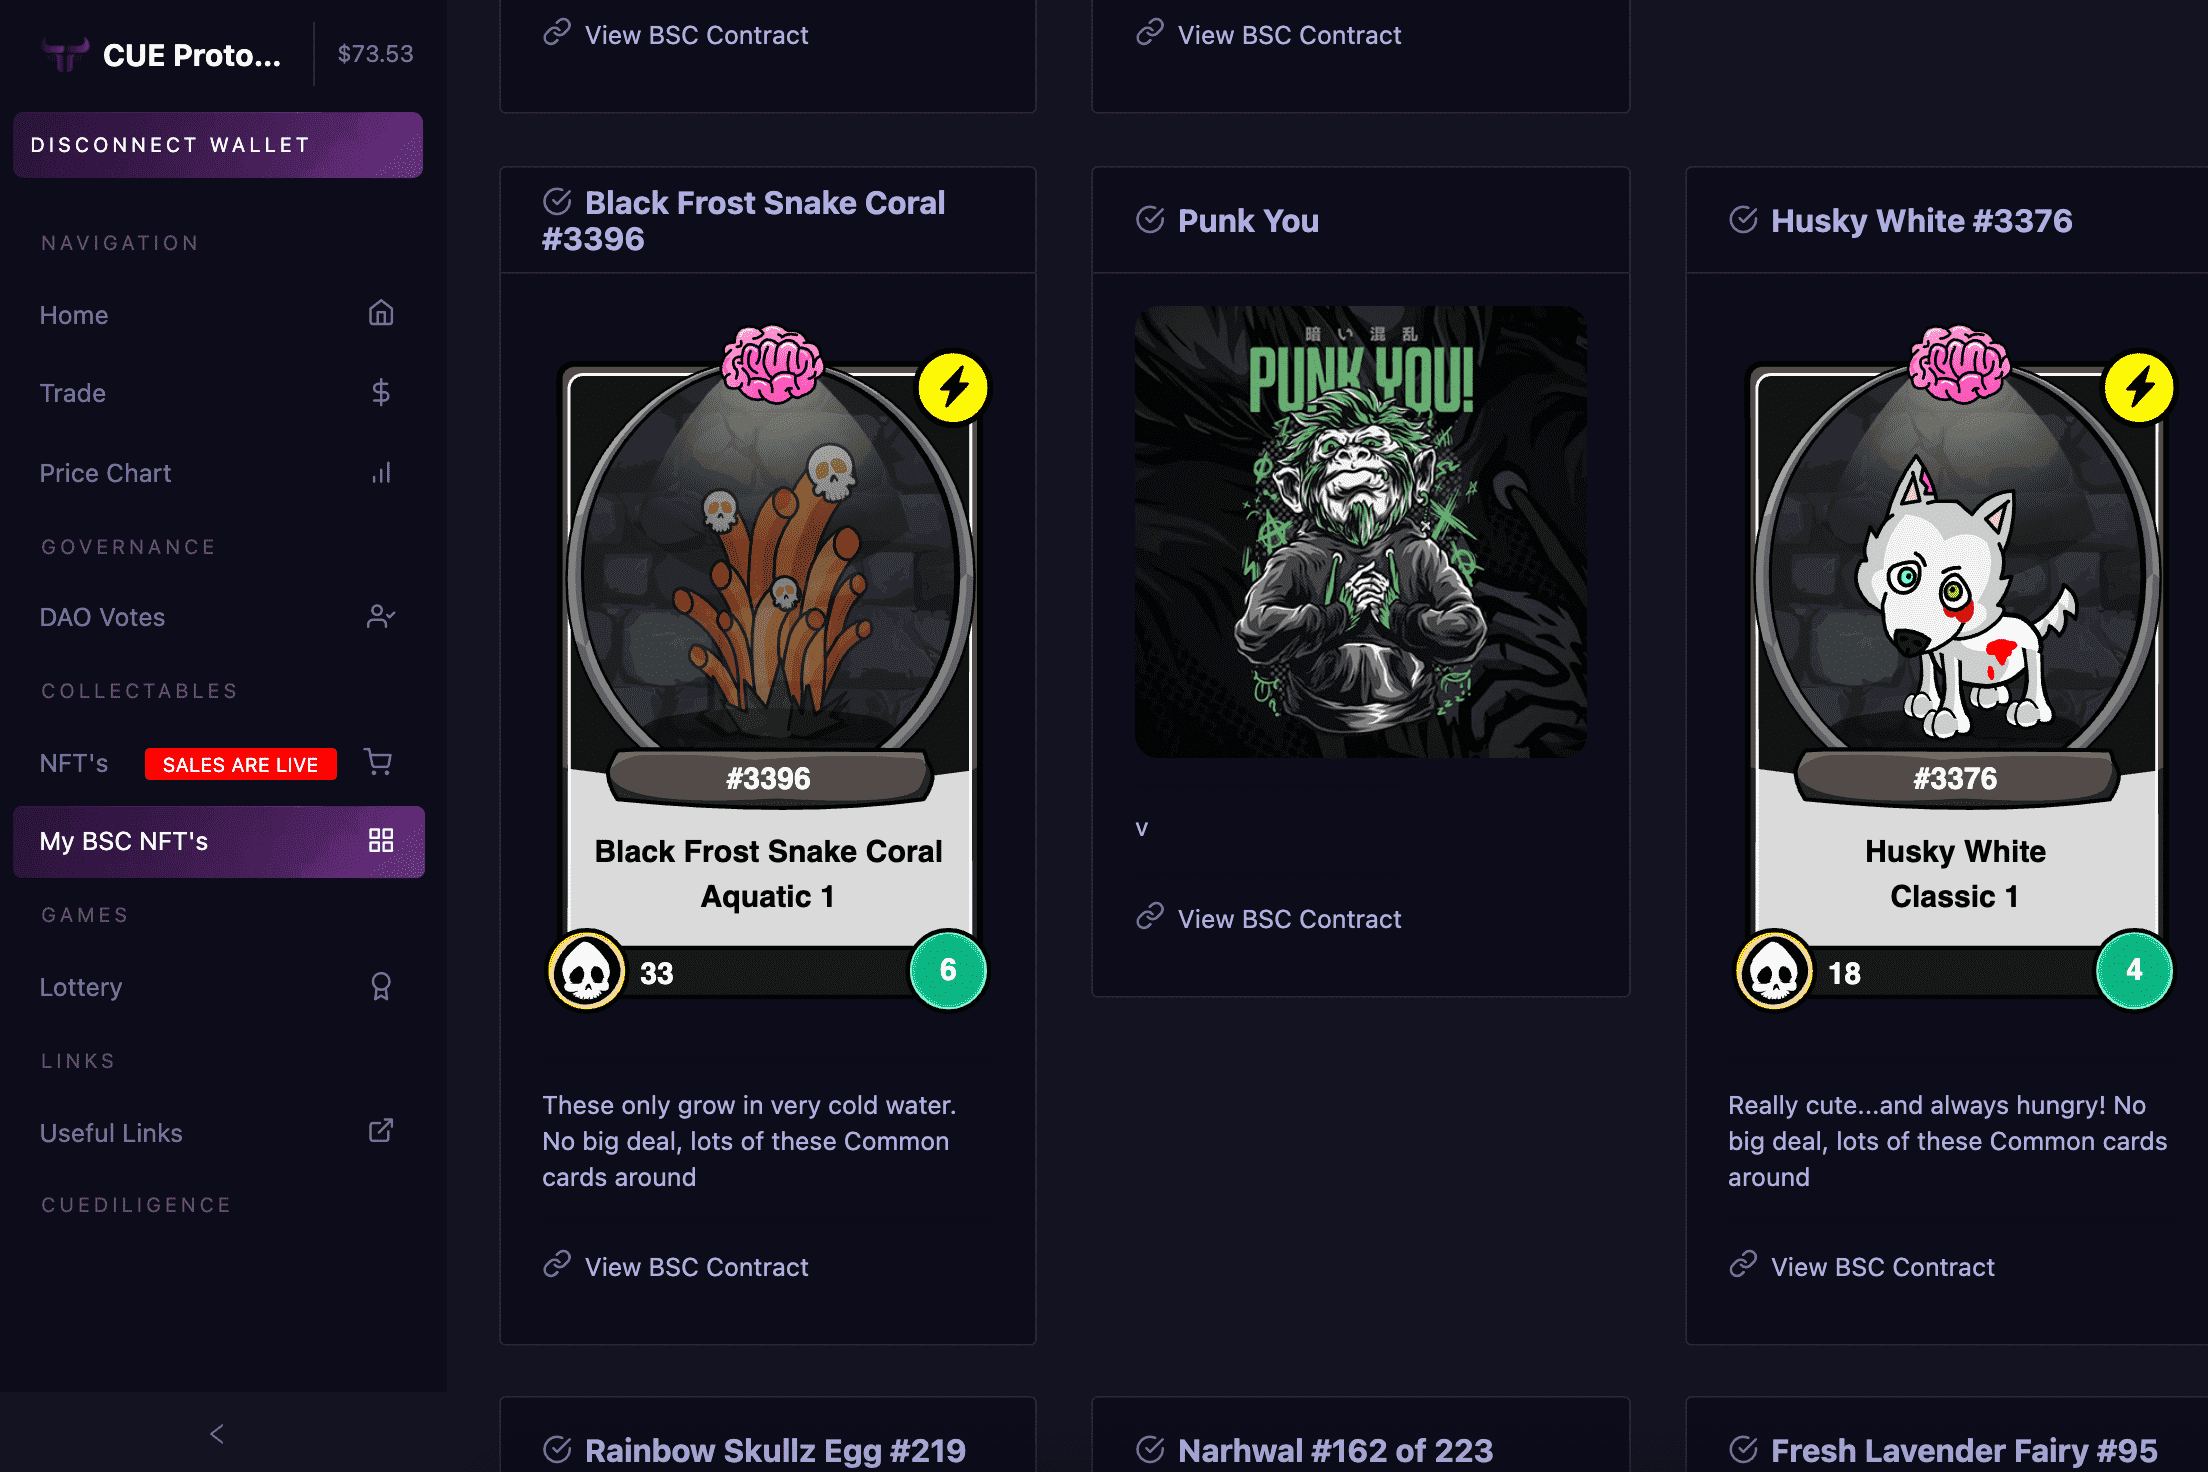 CUE Proto...
$73.53
DISCONNECT WALLET
NAVIGATION
Home
Trade
Price Chart
GOVERNANCE
DAO Votes
COLLECTABLES
NFT's
SALES ARE LIVE
My BSC NFT's
GAMES
Lottery
LINKS
Useful Links
CUEDILIGENCE
View BSC Contract
View BSC Contract
Black Frost Snake Coral
#3396
#3396
Black Frost Snake Coral
Aquatic 1
33
6
These only grow in very cold water.
No big deal, lots of these Common
cards around
View BSC Contract
Punk You
暗い混乱
PUNK YOU!
v
View BSC Contract
Husky White #3376
#3376
Husky White
Classic 1
18
4
Really cute...and always hungry! No
big deal, lots of these Common cards
around
View BSC Contract
Rainbow Skullz Egg #219
Narhwal #162 of 223
Fresh Lavender Fairy #95